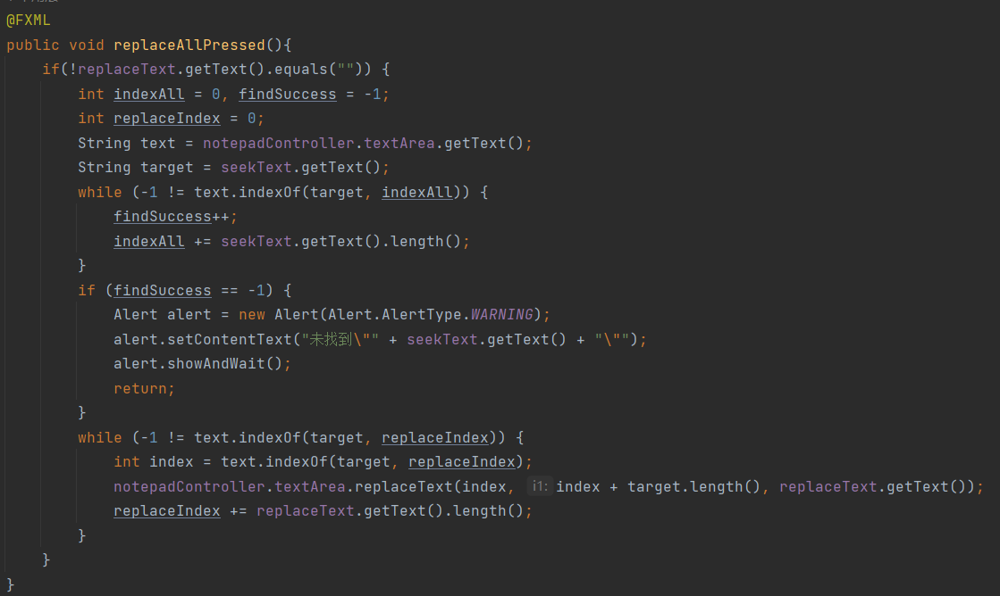 @FXML
public void replaceAllPressed(){
    if(!replaceText.getText().equals("")) {
        int indexAll = 0, findSuccess = -1;
        int replaceIndex = 0;
        String text = notepadController.textArea.getText();
        String target = seekText.getText();
        while (-1 != text.indexOf(target, indexAll)) {
            findSuccess++;
            indexAll += seekText.getText().length();
        }
        if (findSuccess == -1) {
            Alert alert = new Alert(Alert.AlertType.WARNING);
            alert.setContentText("未找到\"" + seekText.getText() + "\"");
            alert.showAndWait();
            return;
        }
        while (-1 != text.indexOf(target, replaceIndex)) {
            int index = text.indexOf(target, replaceIndex);
            notepadController.textArea.replaceText(index, i1: index + target.length(), replaceText.getText());
            replaceIndex += replaceText.getText().length();
        }
    }
}